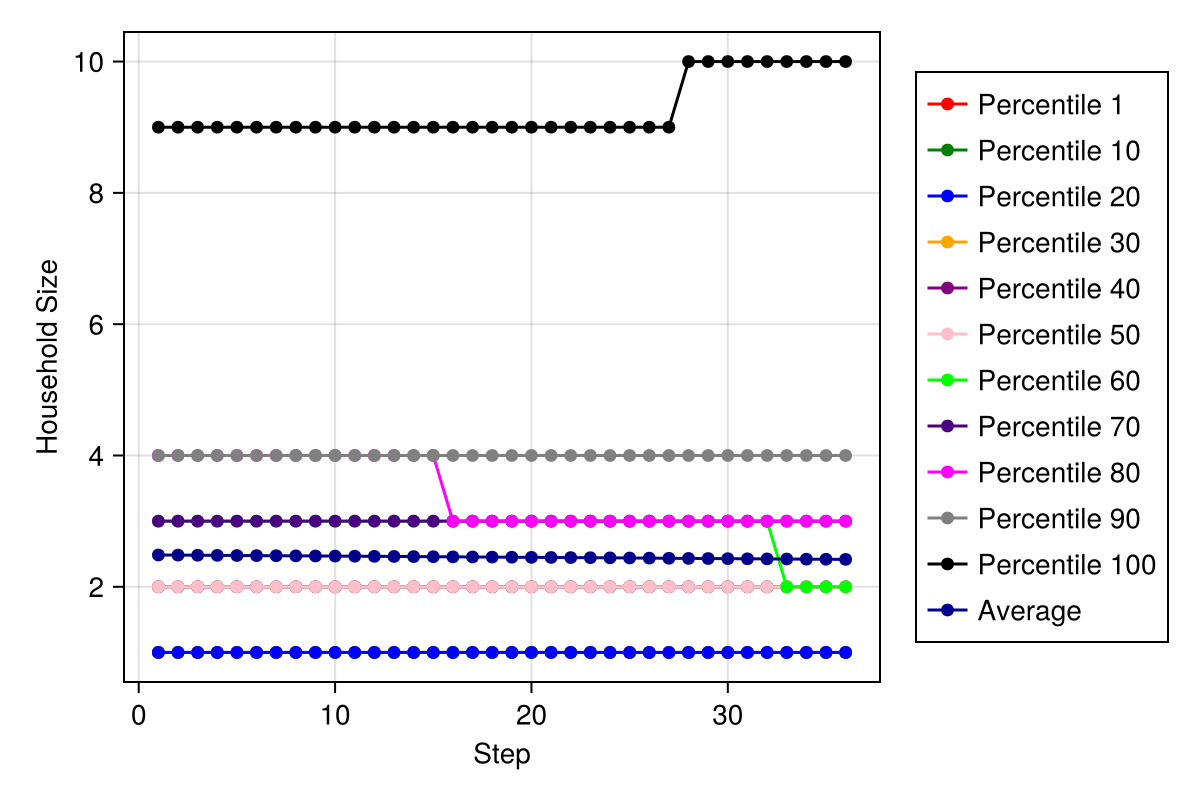 10
8
6
4
2
Household Size
0
10
20
30
Step
Percentile 1
Percentile 10
Percentile 20
Percentile 30
Percentile 40
Percentile 50
Percentile 60
Percentile 70
Percentile 80
Percentile 90
Percentile 100
Average